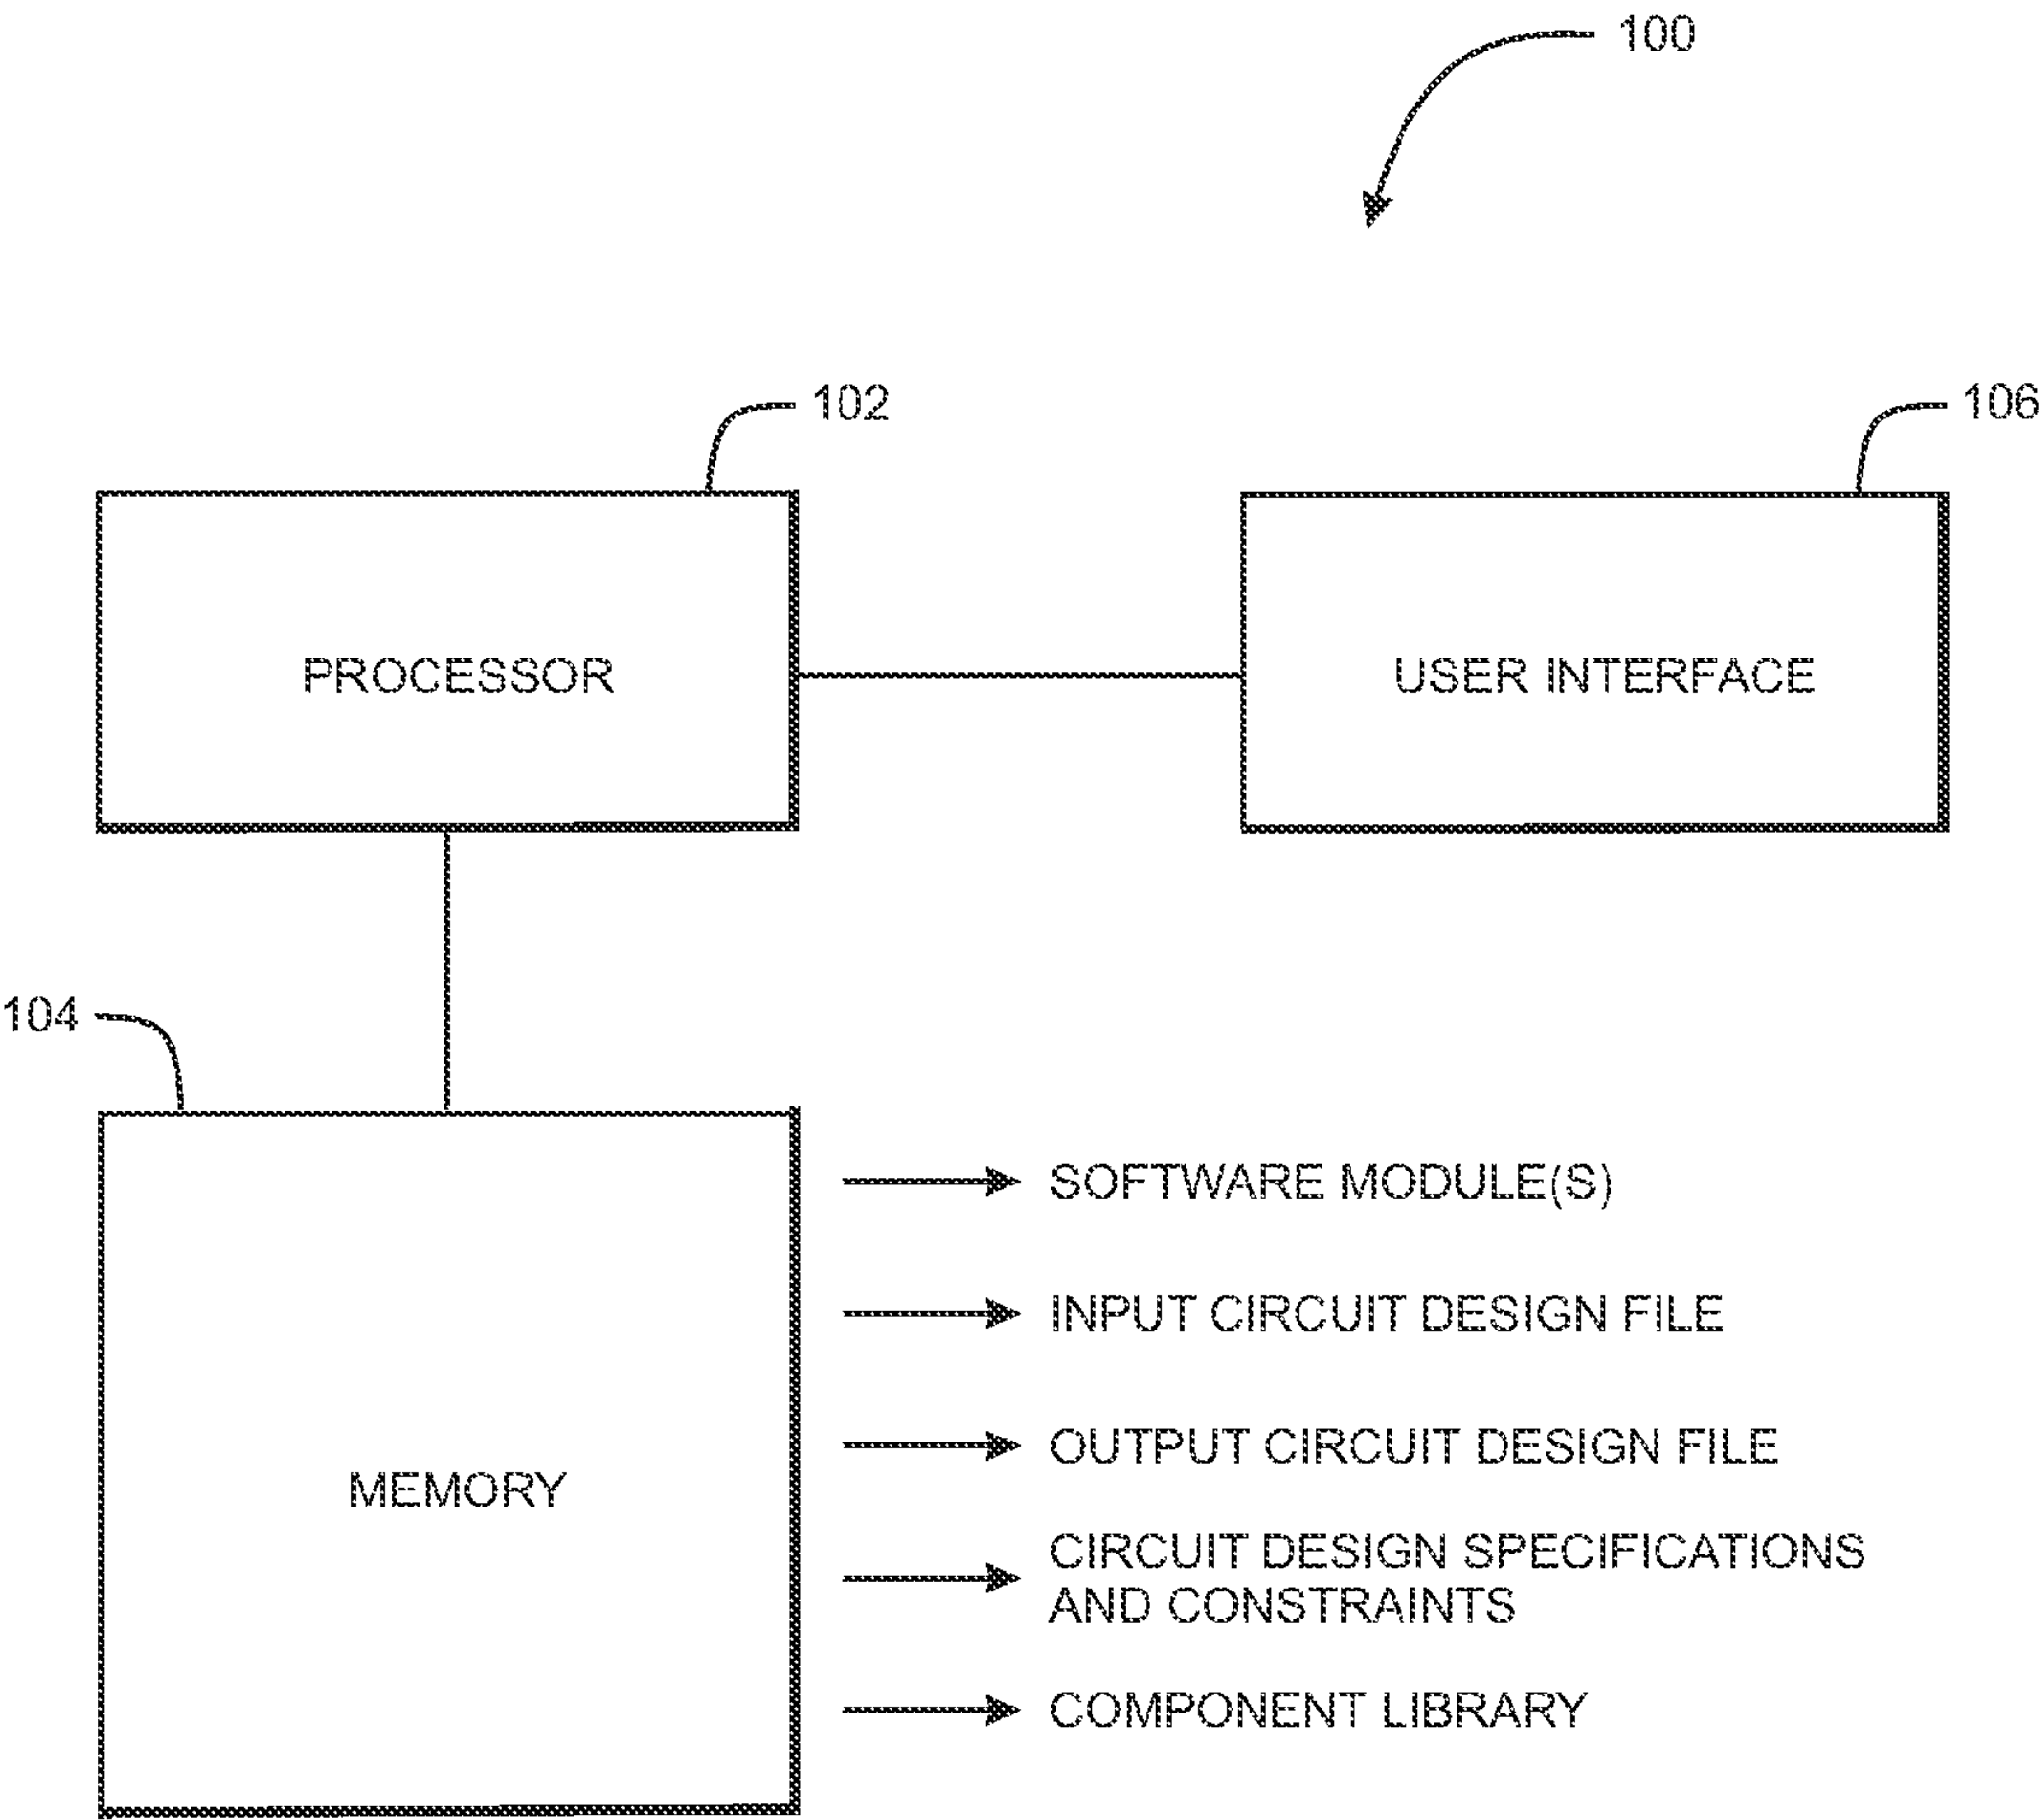 100
102
106
PROCESSOR
USER INTERFACE
104
MEMORY
SOFTWARE MODULE(S)
INPUT CIRCUIT DESIGN FILE
OUTPUT CIRCUIT DESIGN FILE
CIRCUIT DESIGN SPECIFICATIONS
AND CONSTRAINTS
COMPONENT LIBRARY